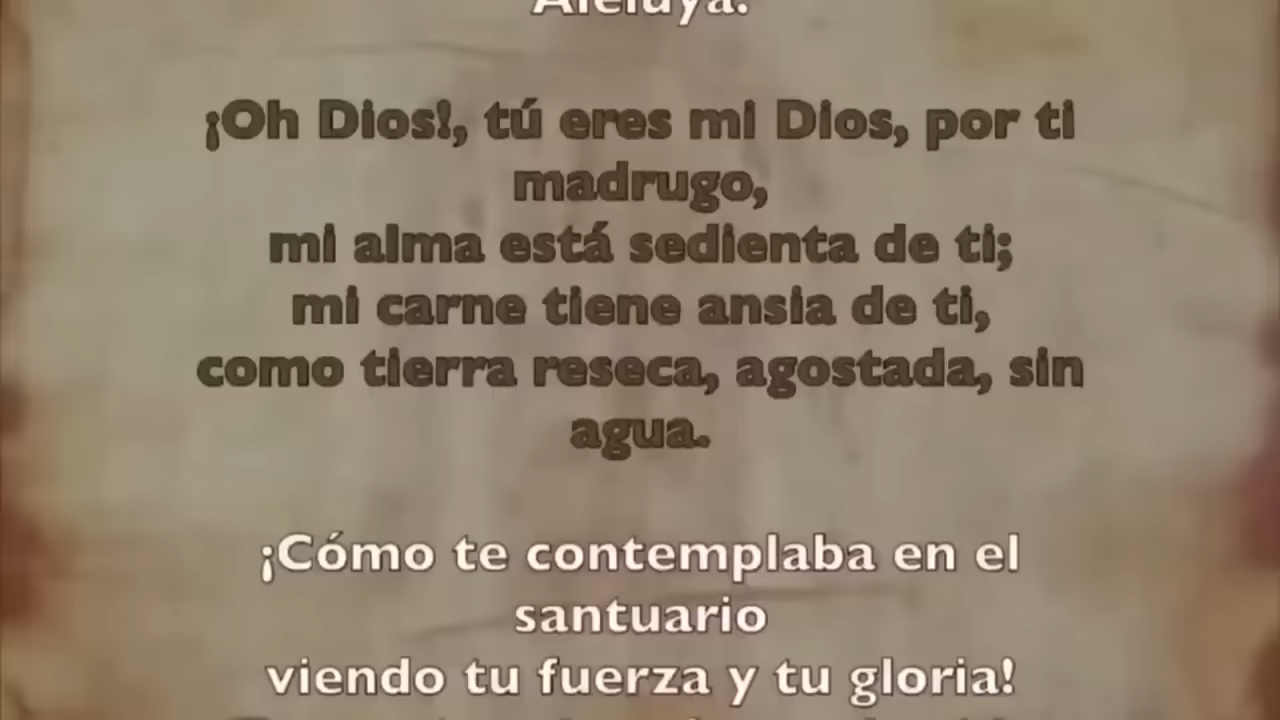 Aleluya.
¡Oh Dios!, tú eres mi Dios, por ti
madrugo,
mi alma está sedienta de ti;
mi carne tiene ansia de ti,
como tierra reseca, agostada, sin
agua.
¡Cómo te contemplaba en el
santuario
viendo tu fuerza y tu gloria!